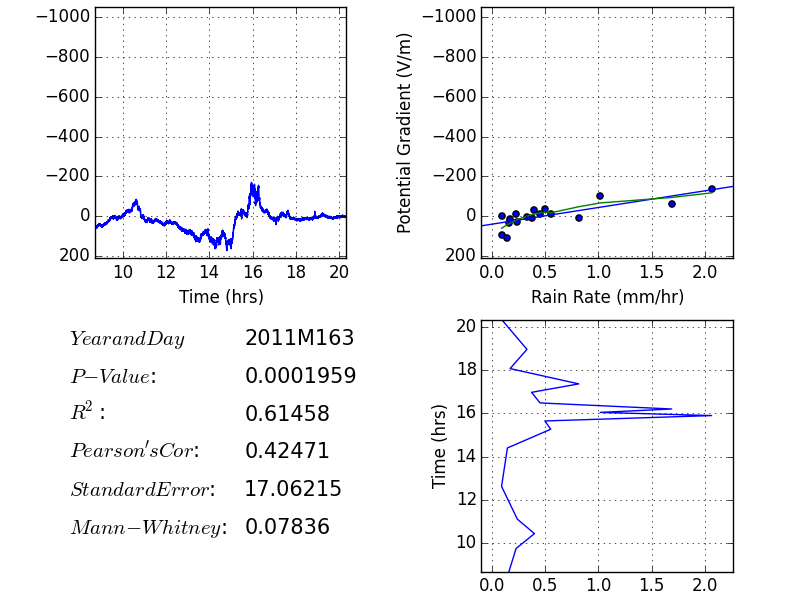 −1000
−800
−600
−400
−200
0
200
10 12 14 16 18 20
Time (hrs)
Potential Gradient (V/m)
−1000
−800
−600
−400
−200
0
200
0.0 0.5 1.0 1.5 2.0
Rain Rate (mm/hr)
YearandDay 2011M163
P−Value: 0.0001959
R² : 0.61458
Pearson'sCor: 0.42471
StandardError: 17.06215
Mann−Whitney: 0.07836
Time (hrs)
20
18
16
14
12
10
0.0 0.5 1.0 1.5 2.0